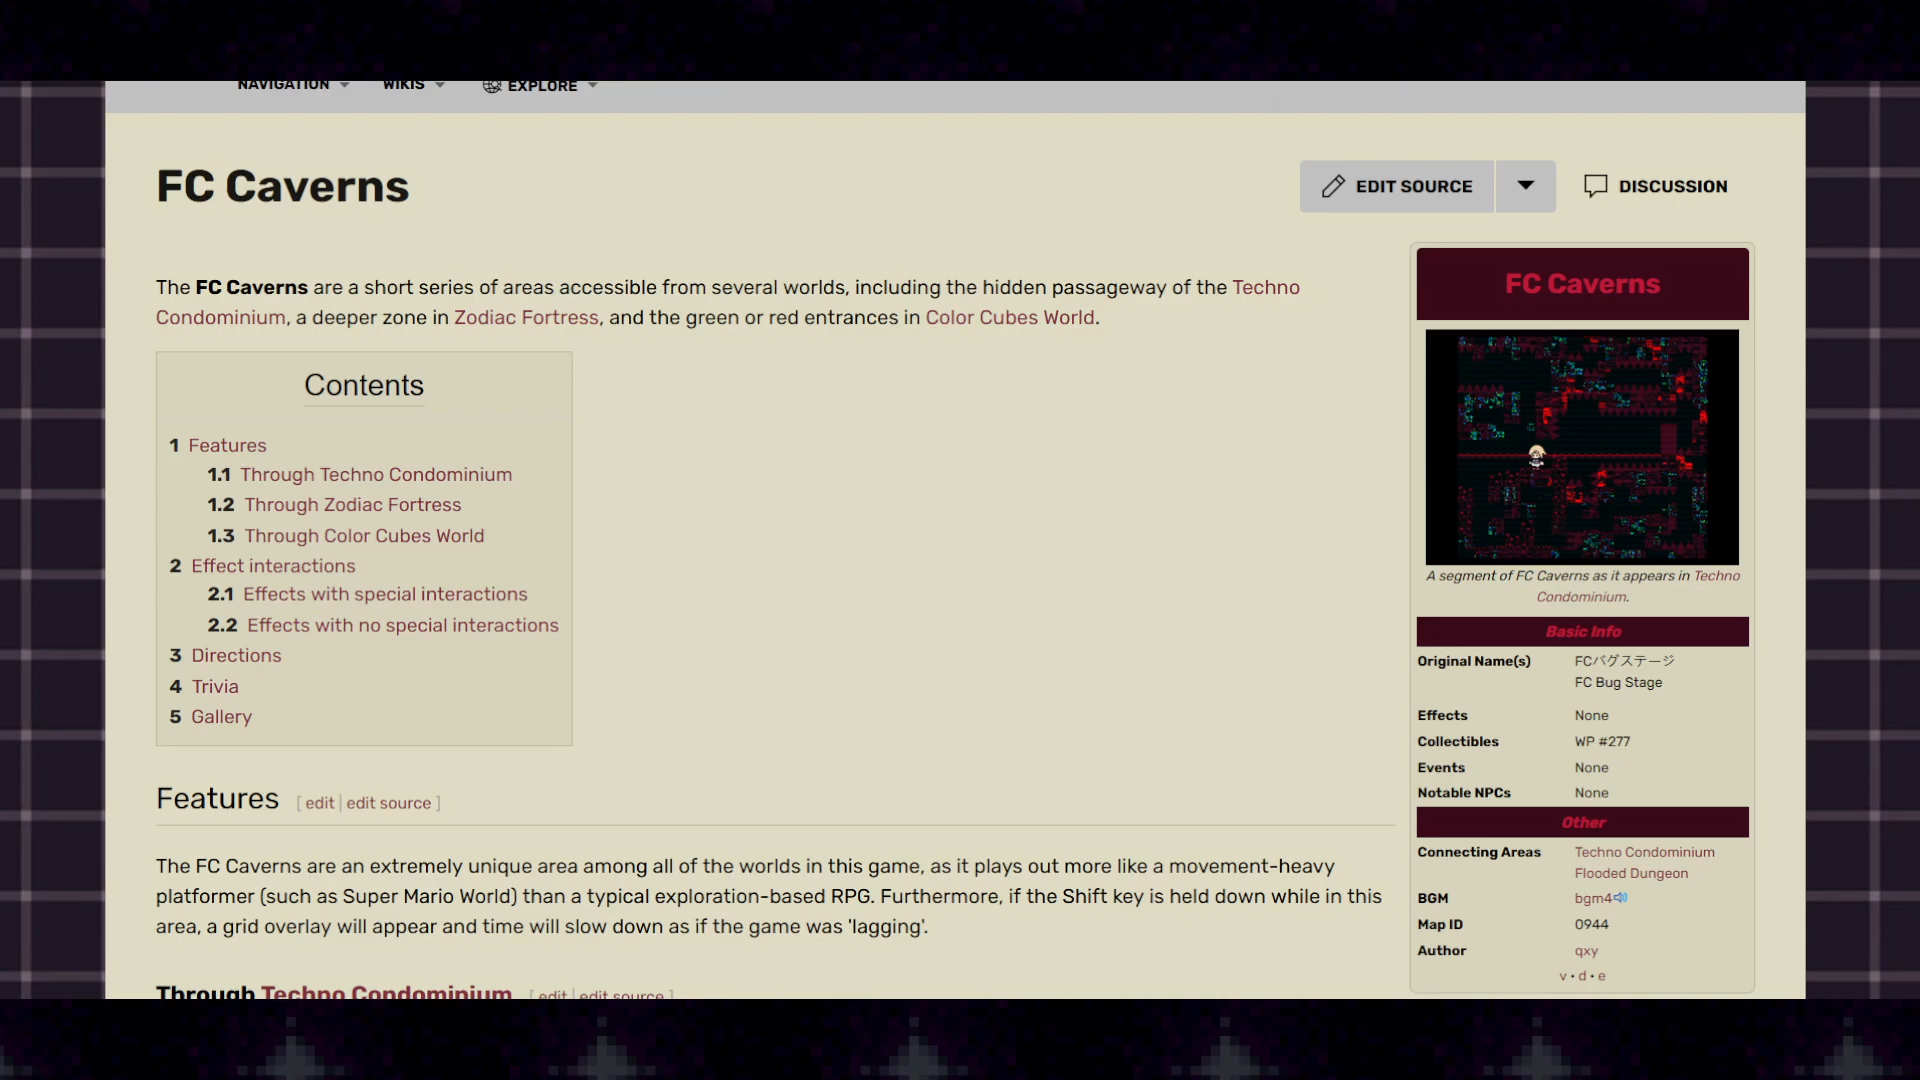 NAVIGATION WIKIS EXPLORE
FC Caverns
EDIT SOURCE
DISCUSSION
The FC Caverns are a short series of areas accessible from several worlds, including the hidden passageway of the Techno
Condominium, a deeper zone in Zodiac Fortress, and the green or red entrances in Color Cubes World.
Contents
1 Features
1.1 Through Techno Condominium
1.2 Through Zodiac Fortress
1.3 Through Color Cubes World
2 Effect interactions
2.1 Effects with special interactions
2.2 Effects with no special interactions
3 Directions
4 Trivia
5 Gallery
Features [ edit | edit source ]
The FC Caverns are an extremely unique area among all of the worlds in this game, as it plays out more like a movement-heavy
platformer (such as Super Mario World) than a typical exploration-based RPG. Furthermore, if the Shift key is held down while in this
area, a grid overlay will appear and time will slow down as if the game was 'lagging'.
Through Techno Condominium [ edit | edit source ]
FC Caverns
A segment of FC Caverns as it appears in Techno
Condominium.
Basic Info
Original Name(s) FCバグステージ
FC Bug Stage
Effects None
Collectibles WP #277
Events None
Notable NPCs None
Other
Connecting Areas Techno Condominium
Flooded Dungeon
BGM bgm4
Map ID 0944
Author qxy
v • d • e